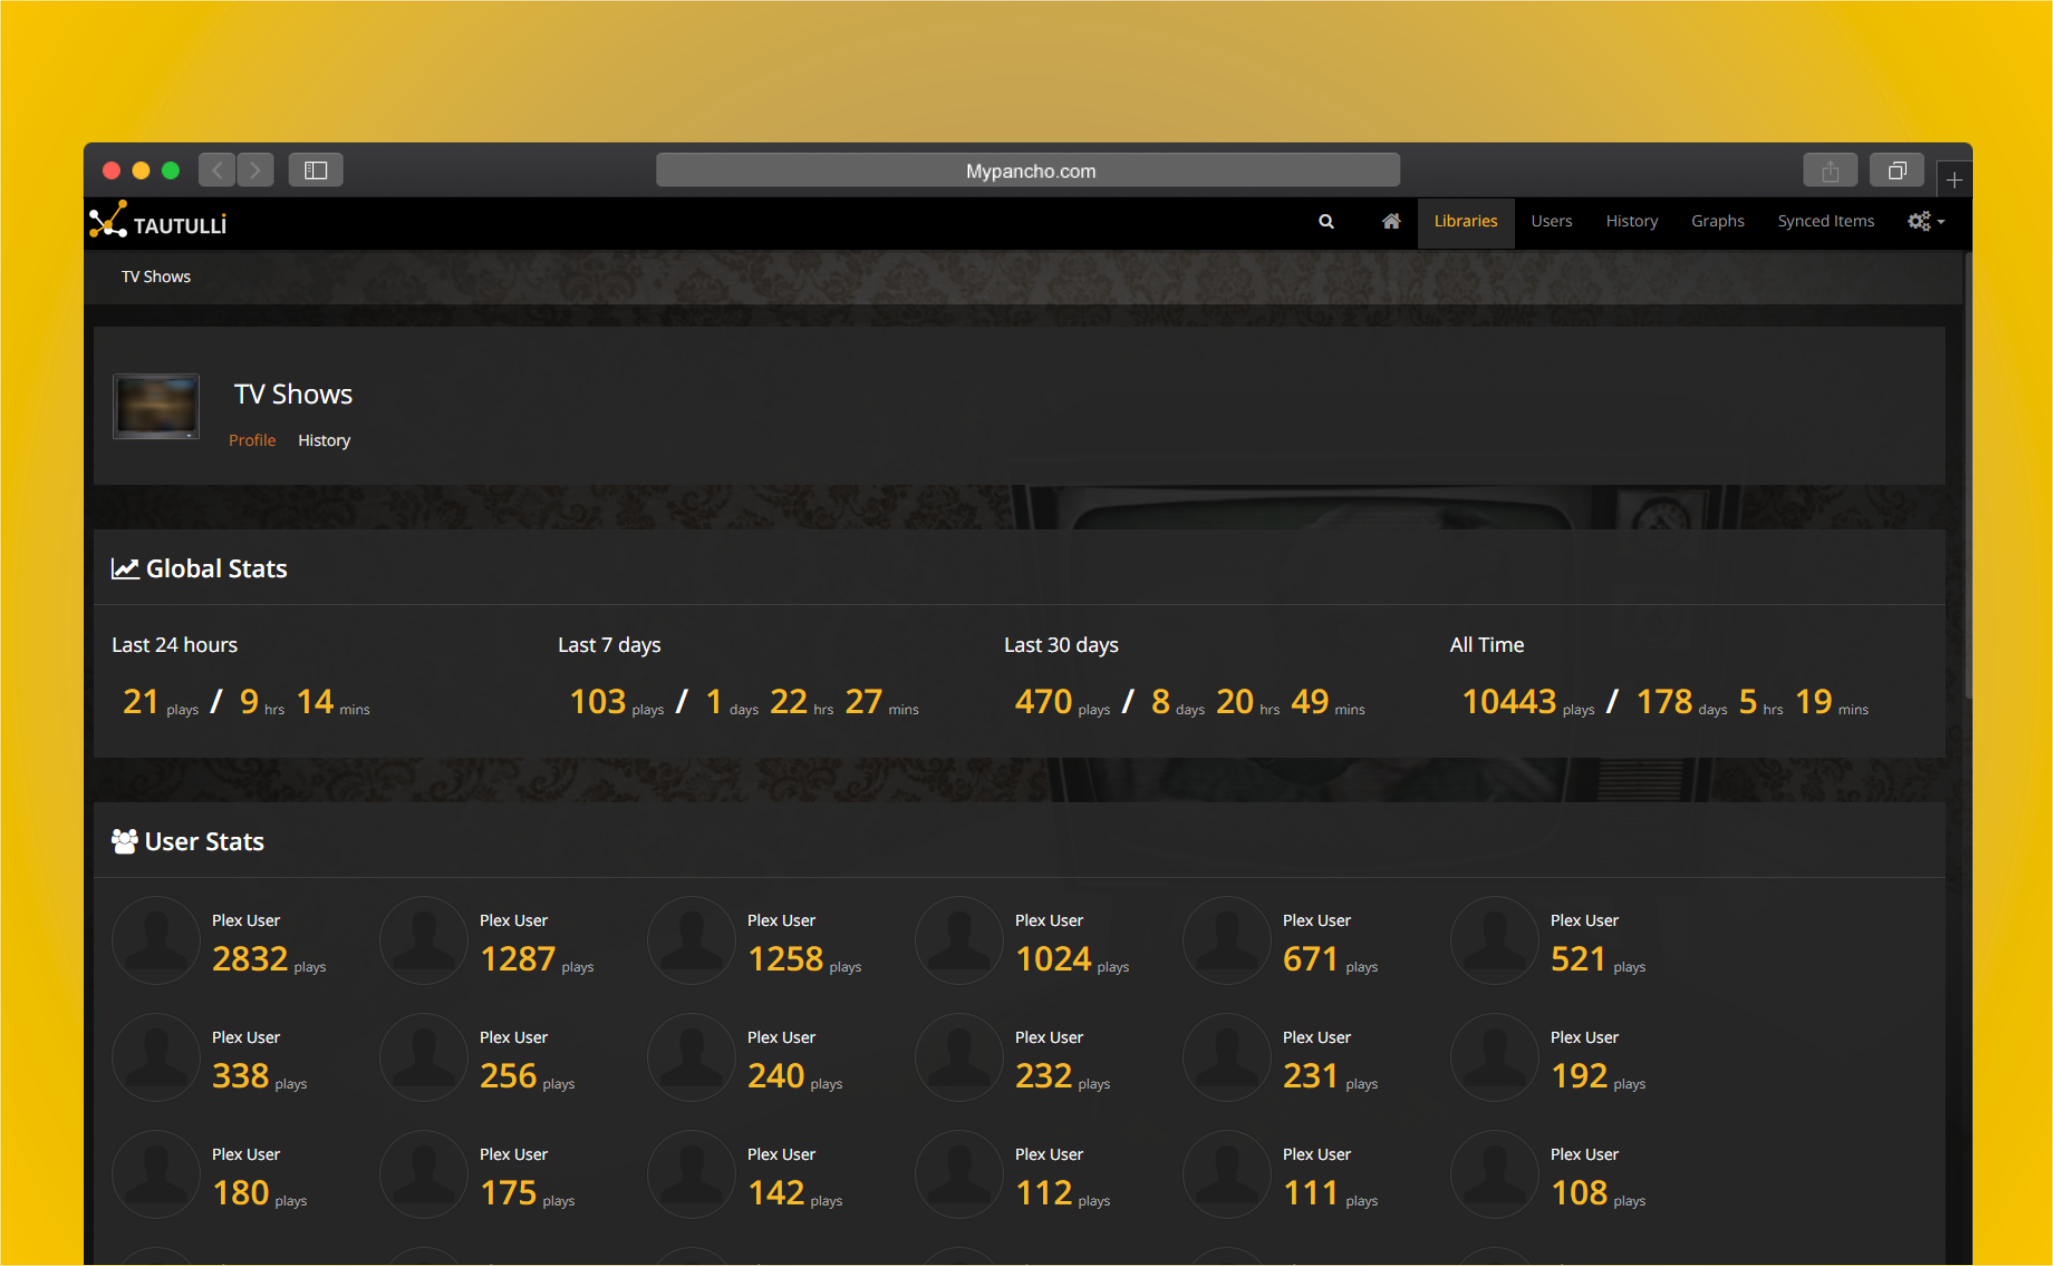 Mypancho.com
TAUTULLI
Libraries Users History Graphs Synced Items
TV Shows
TV Shows
Profile History
Global Stats
Last 24 hours Last 7 days Last 30 days All Time
21 plays / 9 hrs 14 mins 103 plays / 1 days 22 hrs 27 mins 470 plays / 8 days 20 hrs 49 mins 10443 plays / 178 days 5 hrs 19 mins
User Stats
Plex User Plex User Plex User Plex User Plex User Plex User
2832 plays 1287 plays 1258 plays 1024 plays 671 plays 521 plays
Plex User Plex User Plex User Plex User Plex User Plex User
338 plays 256 plays 240 plays 232 plays 231 plays 192 plays
Plex User Plex User Plex User Plex User Plex User Plex User
180 plays 175 plays 142 plays 112 plays 111 plays 108 plays